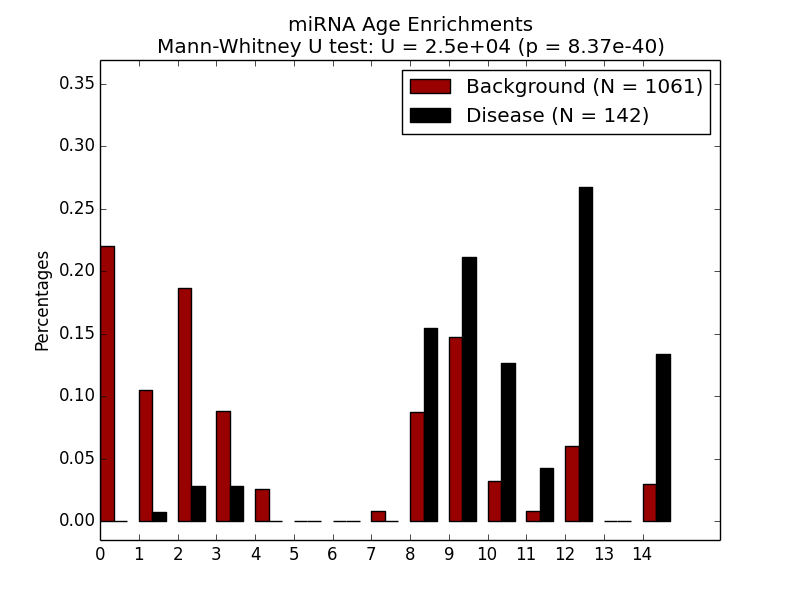 miRNA Age Enrichments
Mann-Whitney U test: U = 2.5e+04 (p = 8.37e-40)
Background (N = 1061)
Disease (N = 142)
Percentages
0.35
0.30
0.25
0.20
0.15
0.10
0.05
0.00
0 1 2 3 4 5 6 7 8 9 10 11 12 13 14